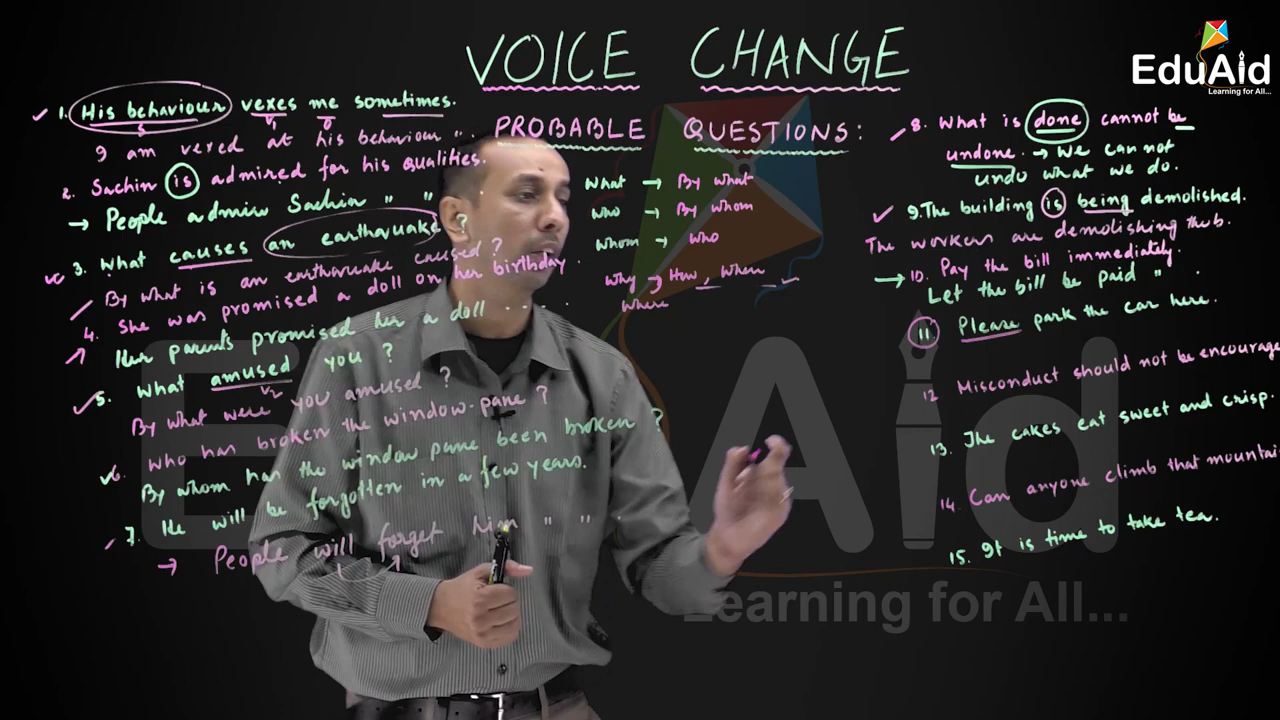 VOICE CHANGE
PROBABLE QUESTIONS:
1. His behaviour vexes me sometimes.
S V₁ O
I am vexed at his behaviour ".
2. Sachin is admired for his qualities.
→ People admire Sachin " "
3. What causes an earthquake?
By what is an earthquake caused?
4. She was promised a doll on her birthday.
Her parents promised her a doll ....
5. What amused you?
V₂
By what were you amused?
6. Who has broken the window-pane?
By whom has the window pane been broken?
7. He will be forgotten in a few years.
→ People will forget him " " .
What → By what
Who → By whom
Whom → Who
Why → How, When
Where
8. What is done cannot be
undone. → We can not
undo what we do.
9. The building is being demolished.
The workers are demolishing the b.
→ 10. Pay the bill immediately.
Let the bill be paid " .
11. Please park the car here.
12 Misconduct should not be encourage
13. The cakes eat sweet and crisp.
14. Can anyone climb that mountai
15. It is time to take tea.
EduAid
Learning for All...
EduAid
Learning for All...